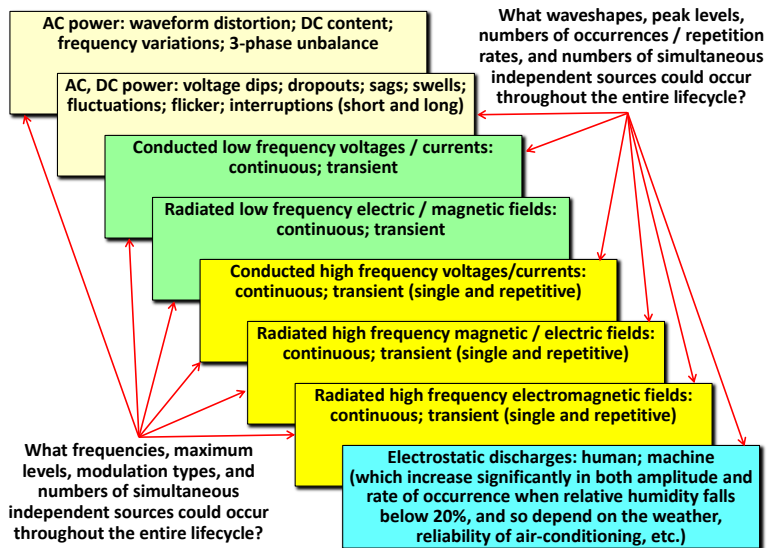 AC power: waveform distortion; DC content;
frequency variations; 3-phase unbalance
What waveshapes, peak levels,
numbers of occurrences / repetition
rates, and numbers of simultaneous
independent sources could occur
throughout the entire lifecycle?
AC, DC power: voltage dips; dropouts; sags; swells;
fluctuations; flicker; interruptions (short and long)
Conducted low frequency voltages / currents:
continuous; transient
Radiated low frequency electric / magnetic fields:
continuous; transient
Conducted high frequency voltages/currents:
continuous; transient (single and repetitive)
Radiated high frequency magnetic / electric fields:
continuous; transient (single and repetitive)
Radiated high frequency electromagnetic fields:
continuous; transient (single and repetitive)
What frequencies, maximum
levels, modulation types, and
numbers of simultaneous
independent sources could occur
throughout the entire lifecycle?
Electrostatic discharges: human; machine
(which increase significantly in both amplitude and
rate of occurrence when relative humidity falls
below 20%, and so depend on the weather,
reliability of air-conditioning, etc.)